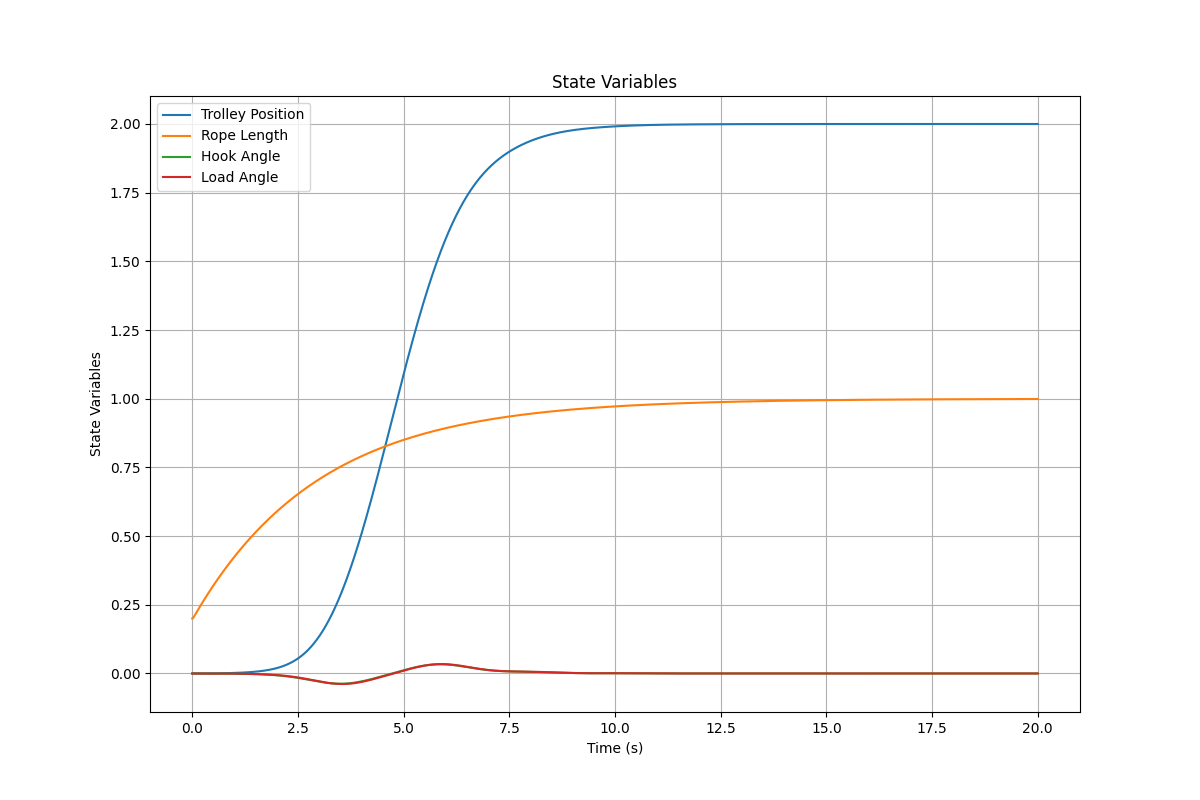 State Variables
Trolley Position
Rope Length
Hook Angle
Load Angle
2.00
1.75
1.50
1.25
1.00
0.75
0.50
0.25
0.00
State Variables
0.0 2.5 5.0 7.5 10.0 12.5 15.0 17.5 20.0
Time (s)